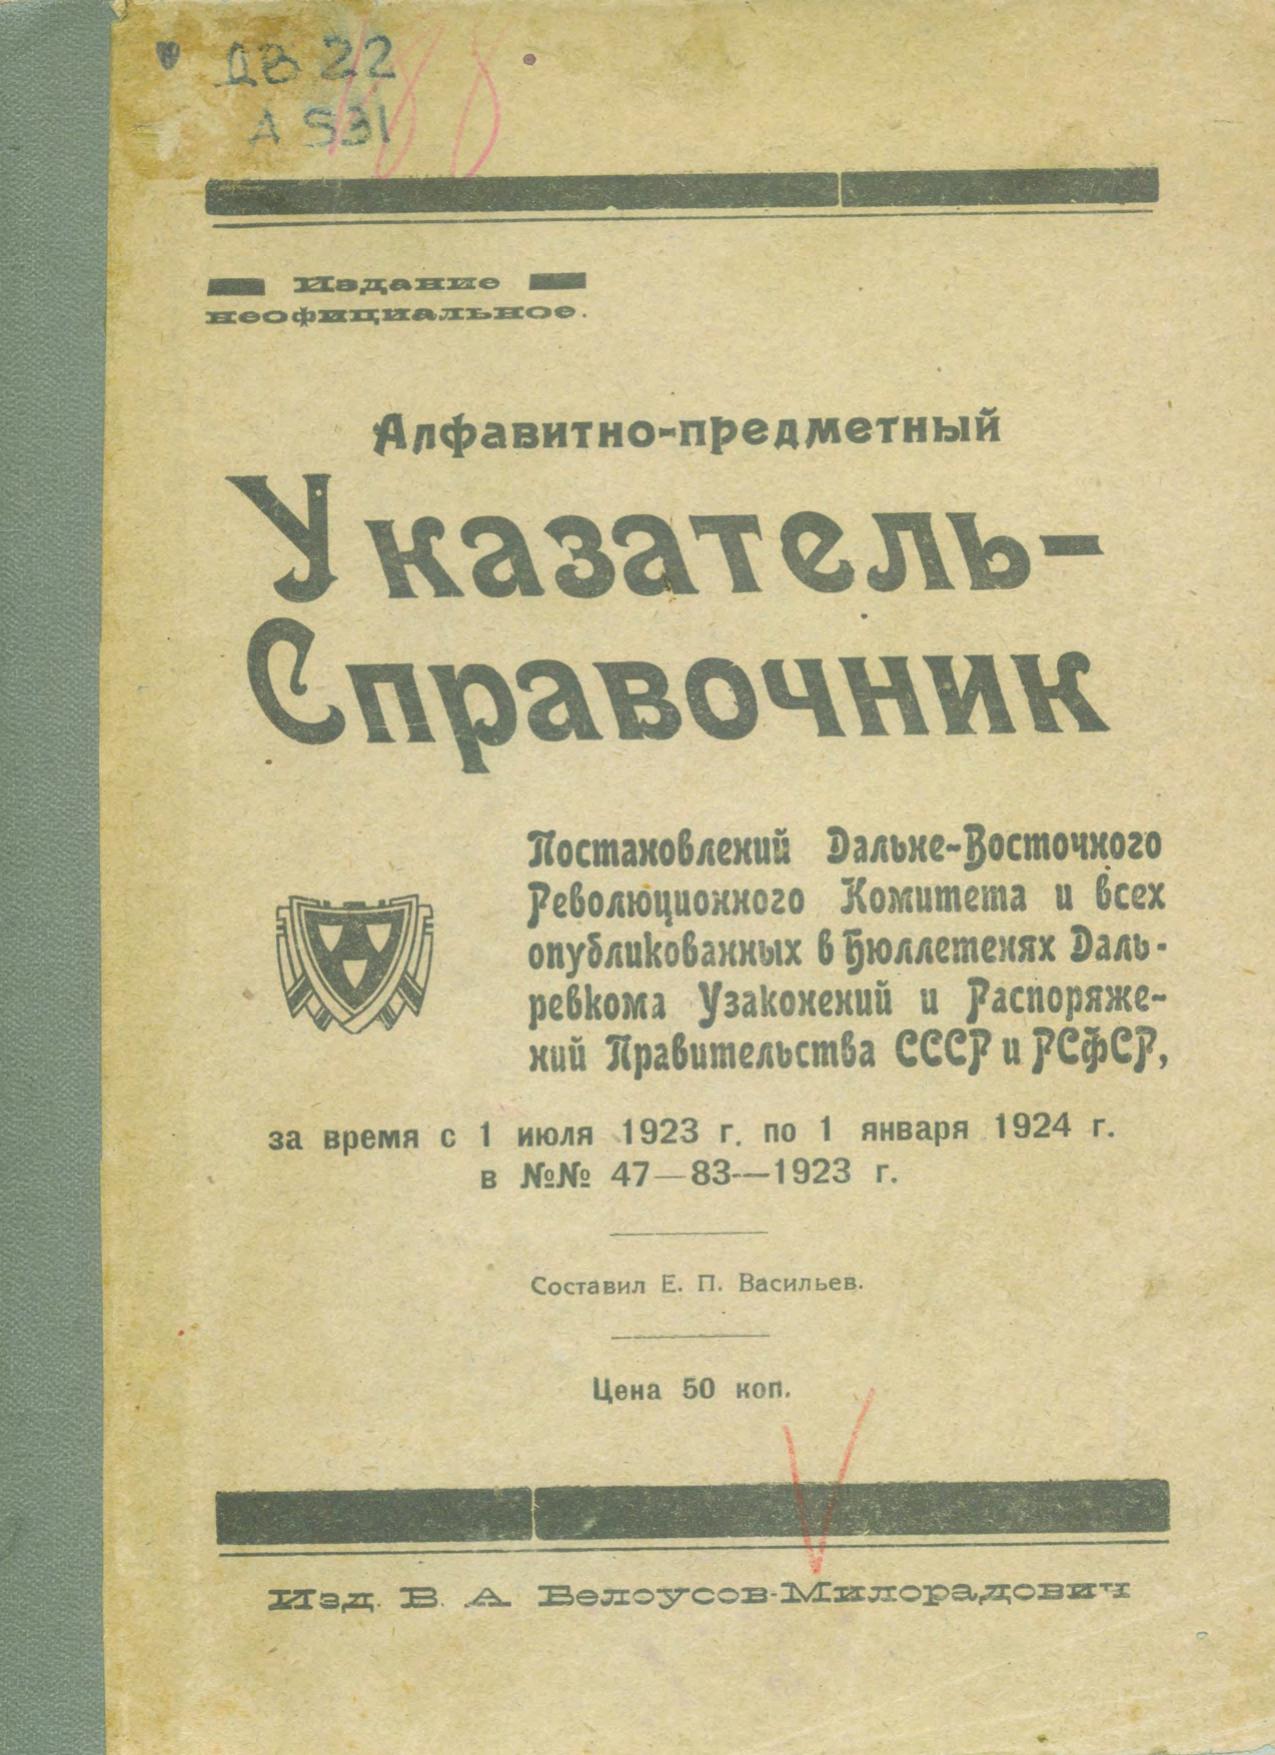 ДВ 22
А 531
Издание
неофициальное.
Алфавитно-предметный
Указатель-
Справочник
Постановлений Дальне-Восточного
Революционного Комитета и всех
опубликованных в Бюллетенях Даль-
ревкома Узаконений и Распоряже-
ний Правительства СССР и РСФСР,
за время с 1 июля 1923 г. по 1 января 1924 г.
в №№ 47—83—1923 г.
Составил Е. П. Васильев.
Цена 50 коп.
Изд. В. А. Белоусов-Милорадович